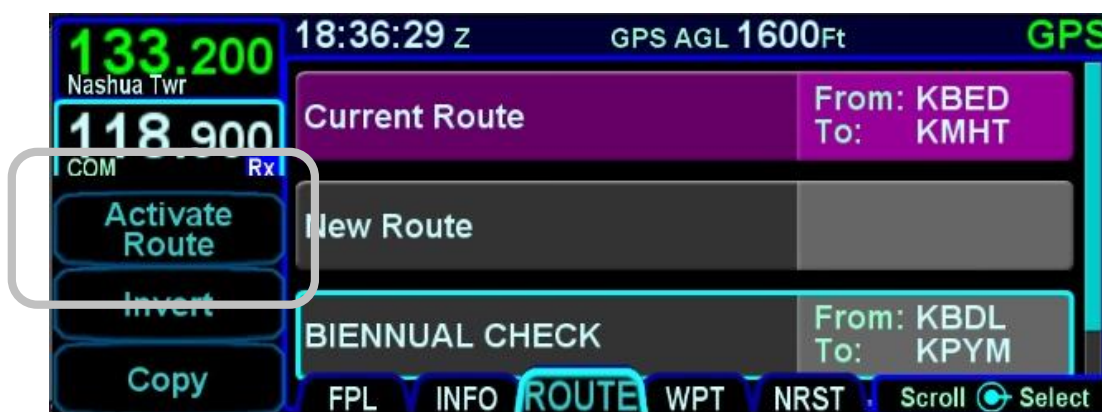 133.200
Nashua Twr
118.900
COM Rx
Activate
Route
Invert
Copy
18:36:29 Z GPS AGL 1600Ft GPS
Current Route
From: KBED
To: KMHT
New Route
BIENNUAL CHECK
From: KBDL
To: KPYM
FPL INFO ROUTE WPT NRST Scroll Select